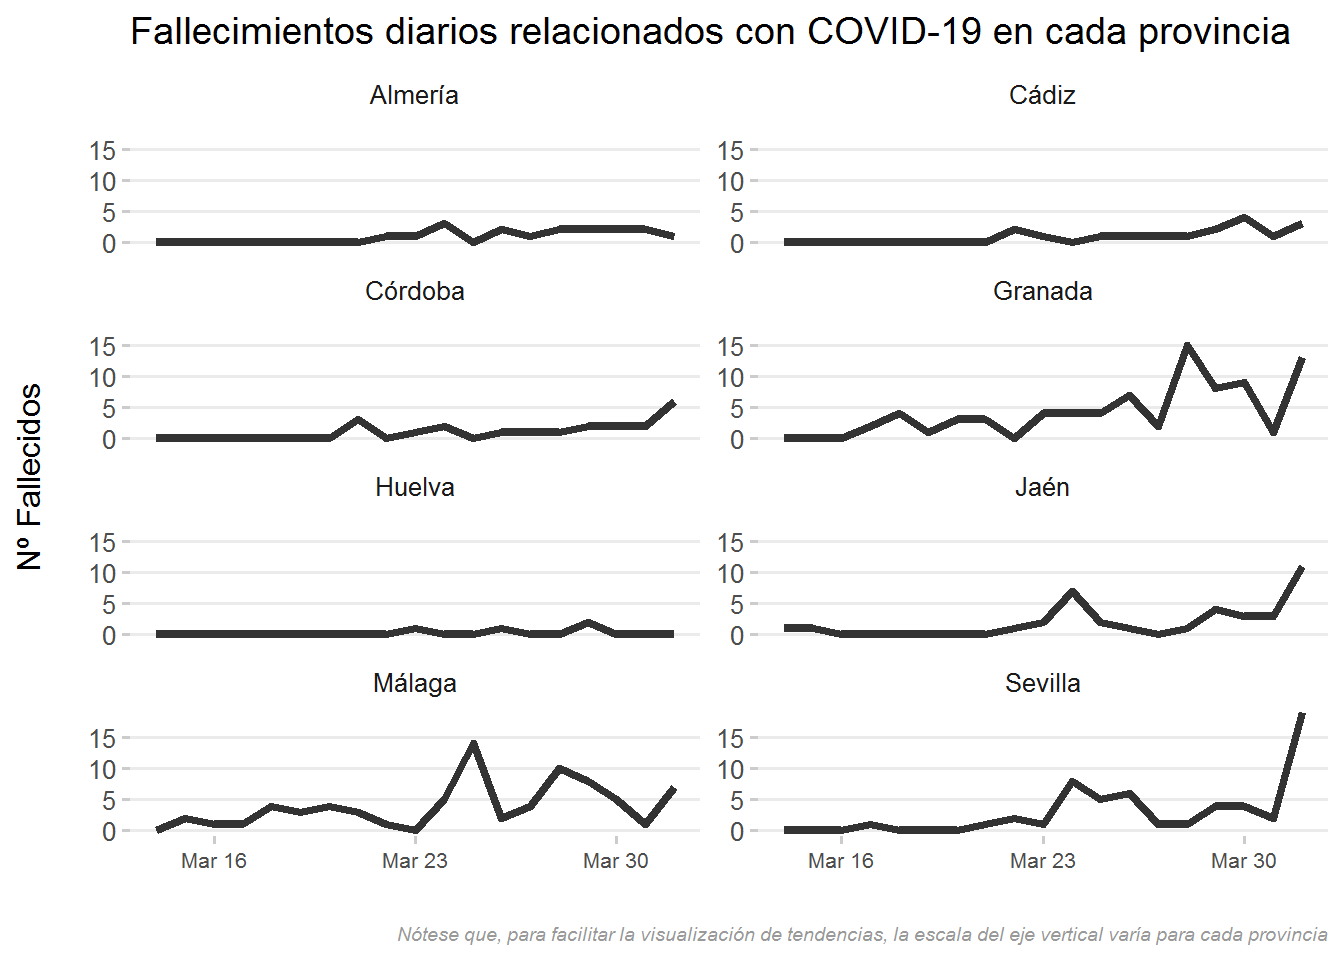 Fallecimientos diarios relacionados con COVID-19 en cada provincia
Nº Fallecidos
Almería
15
10
5
0
Cádiz
15
10
5
0
Córdoba
15
10
5
0
Granada
15
10
5
0
Huelva
15
10
5
0
Jaén
15
10
5
0
Málaga
15
10
5
0
Mar 16 Mar 23 Mar 30
Sevilla
15
10
5
0
Mar 16 Mar 23 Mar 30
Nótese que, para facilitar la visualización de tendencias, la escala del eje vertical varía para cada provincia